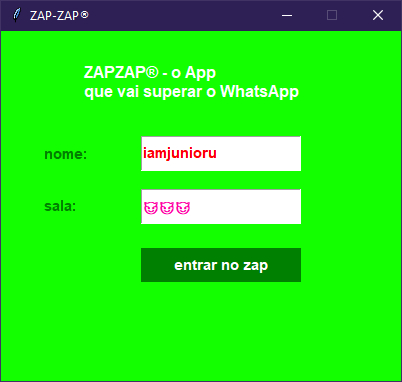 ZAP-ZAP®
ZAPZAP® - o App
que vai superar o WhatsApp
nome: iamjunioru
sala: 😈😈😈
entrar no zap